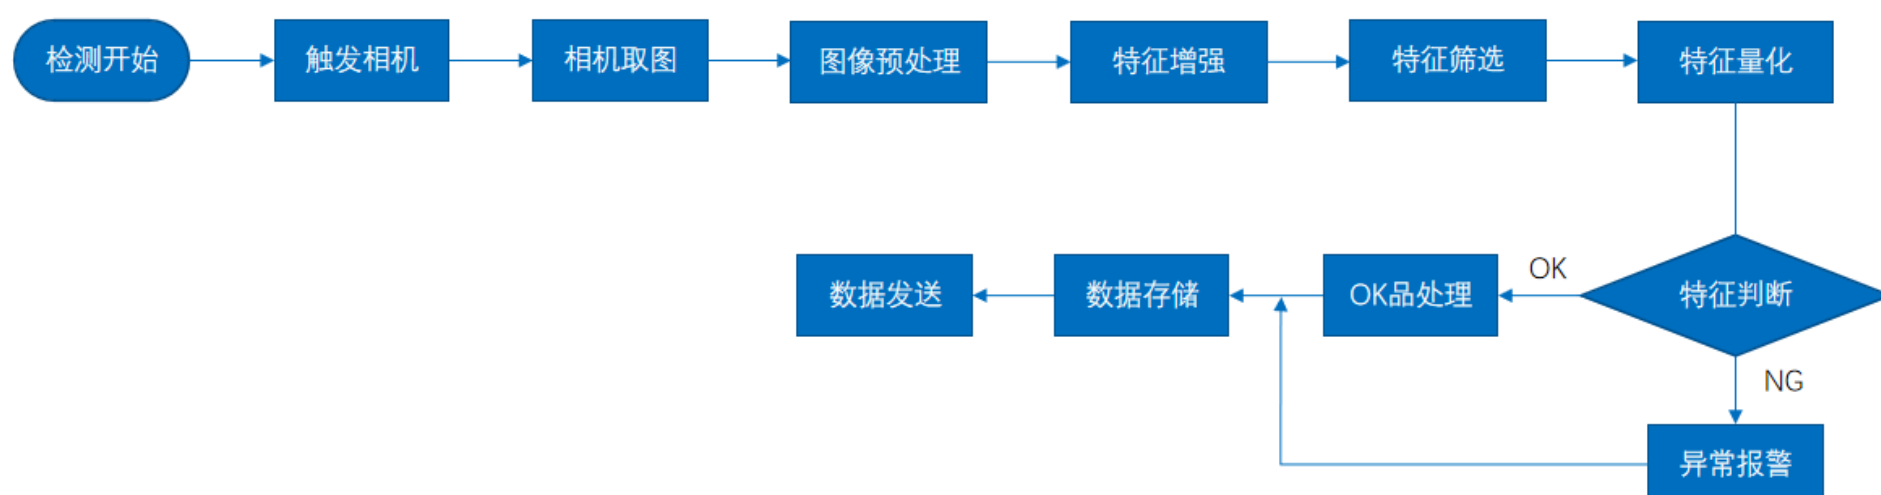 检测开始
触发相机
相机取图
图像预处理
特征增强
特征筛选
特征量化
特征判断
OK
OK品处理
数据存储
数据发送
NG
异常报警